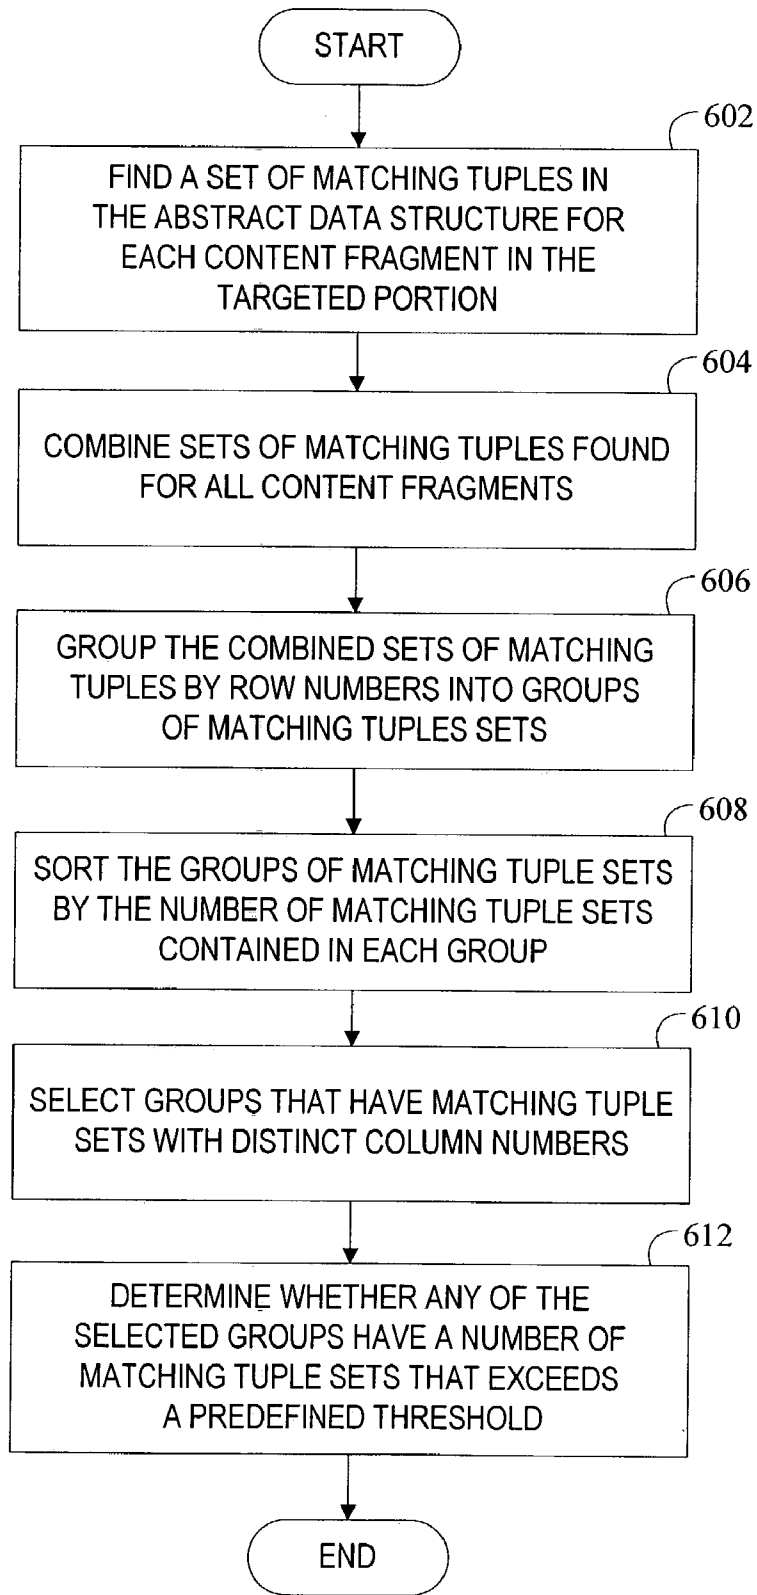 START
602
FIND A SET OF MATCHING TUPLES IN
THE ABSTRACT DATA STRUCTURE FOR
EACH CONTENT FRAGMENT IN THE
TARGETED PORTION
604
COMBINE SETS OF MATCHING TUPLES FOUND
FOR ALL CONTENT FRAGMENTS
606
GROUP THE COMBINED SETS OF MATCHING
TUPLES BY ROW NUMBERS INTO GROUPS
OF MATCHING TUPLES SETS
608
SORT THE GROUPS OF MATCHING TUPLE SETS
BY THE NUMBER OF MATCHING TUPLE SETS
CONTAINED IN EACH GROUP
610
SELECT GROUPS THAT HAVE MATCHING TUPLE
SETS WITH DISTINCT COLUMN NUMBERS
612
DETERMINE WHETHER ANY OF THE
SELECTED GROUPS HAVE A NUMBER OF
MATCHING TUPLE SETS THAT EXCEEDS
A PREDEFINED THRESHOLD
END